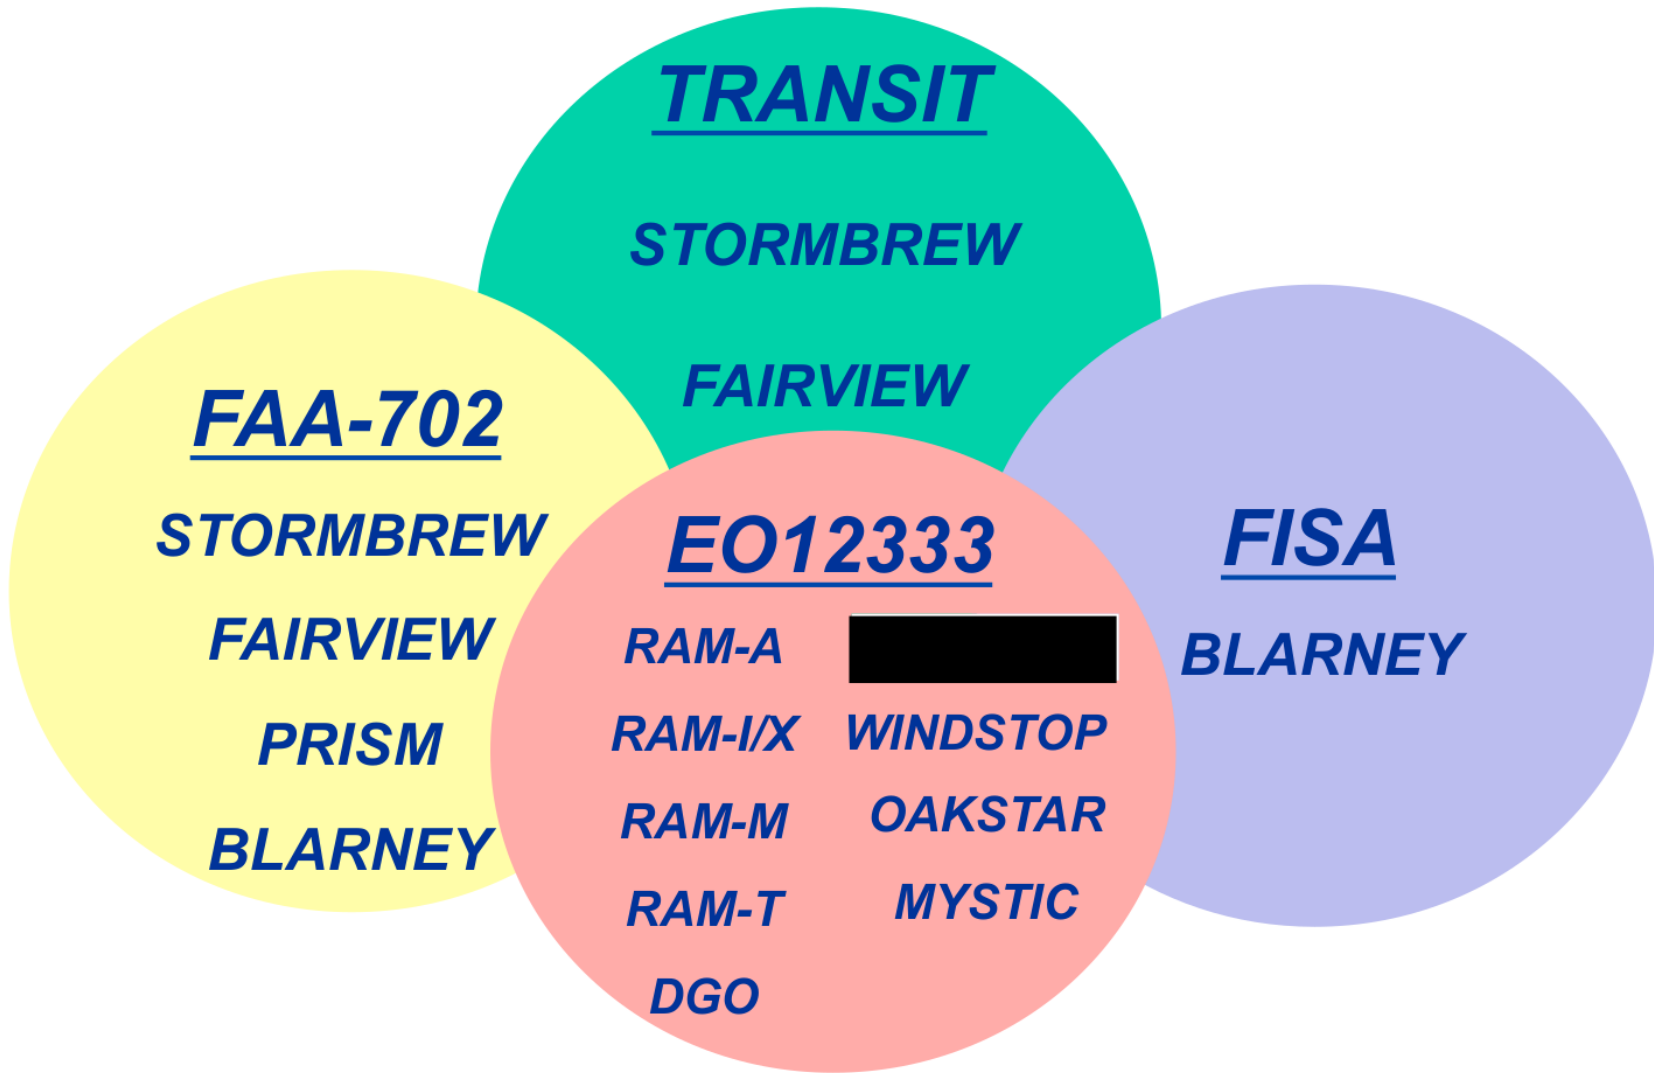 TRANSIT
STORMBREW
FAIRVIEW
FAA-702
STORMBREW
FAIRVIEW
PRISM
BLARNEY
EO12333
RAM-A
RAM-I/X
RAM-M
RAM-T
DGO
WINDSTOP
OAKSTAR
MYSTIC
FISA
BLARNEY